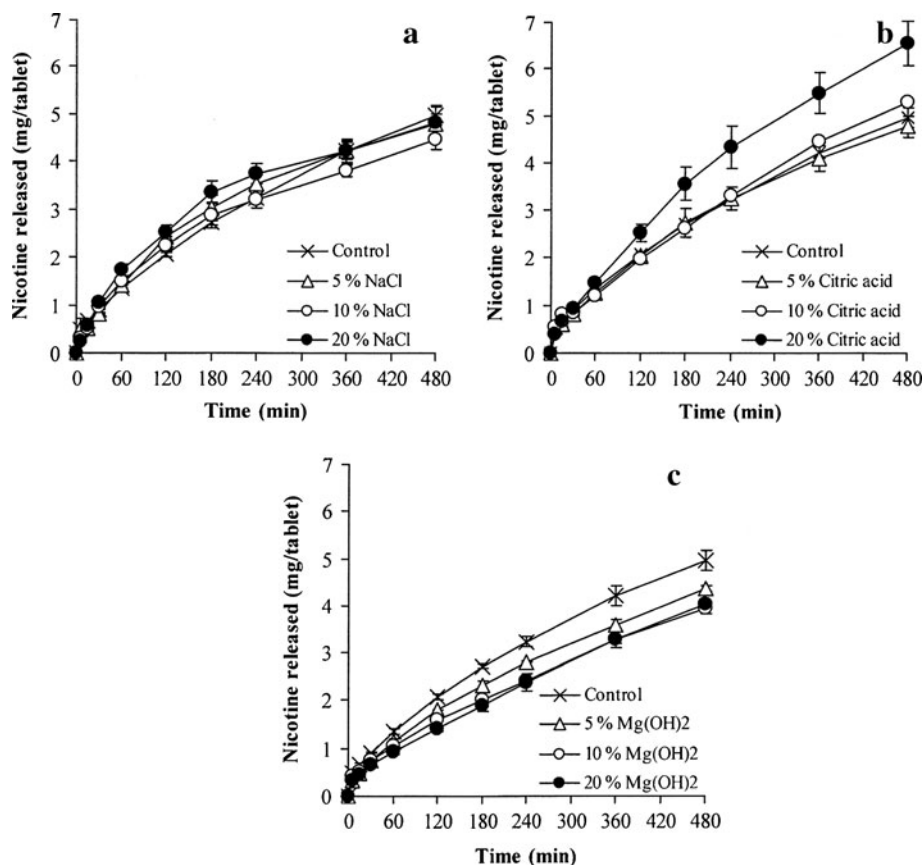 a
Nicotine released (mg/tablet)
7
6
5
4
3
2
1
0
Control
5 % NaCl
10 % NaCl
20 % NaCl
0 60 120 180 240 300 360 420 480
Time (min)
b
Nicotine released (mg/tablet)
7
6
5
4
3
2
1
0
Control
5 % Citric acid
10 % Citric acid
20 % Citric acid
0 60 120 180 240 300 360 420 480
Time (min)
c
Nicotine released (mg/tablet)
7
6
5
4
3
2
1
0
Control
5 % Mg(OH)2
10 % Mg(OH)2
20 % Mg(OH)2
0 60 120 180 240 300 360 420 480
Time (min)